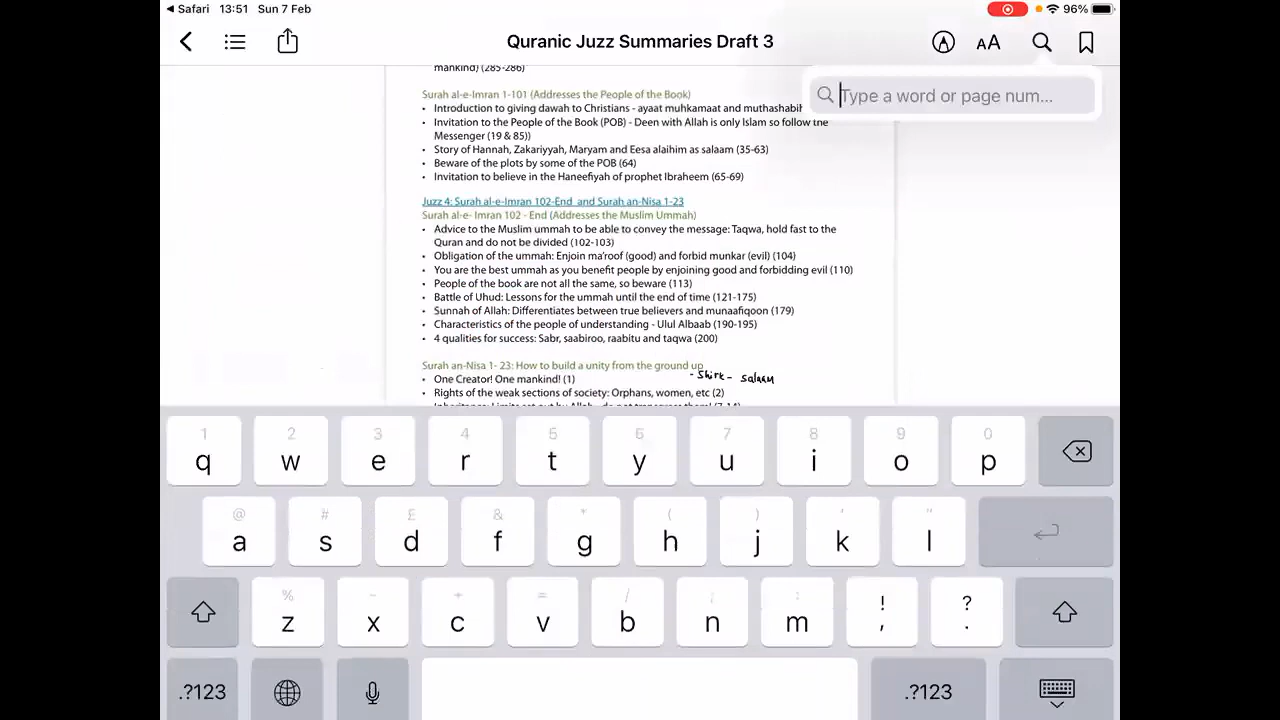 Safari 13:51 Sun 7 Feb 96%
Quranic Juzz Summaries Draft 3
AA
Type a word or page num...
mankind) (285-286)
Surah al-e-Imran 1-101 (Addresses the People of the Book)
• Introduction to giving dawah to Christians - ayaat muhkamaat and muthashabih
• Invitation to the People of the Book (POB) - Deen with Allah is only Islam so follow the
Messenger (19 & 85))
• Story of Hannah, Zakariyyah, Maryam and Eesa alaihim as salaam (35-63)
• Beware of the plots by some of the POB (64)
• Invitation to believe in the Haneefiyah of prophet Ibraheem (65-69)
Juzz 4: Surah al-e-Imran 102-End and Surah an-Nisa 1-23
Surah al-e- Imran 102 - End (Addresses the Muslim Ummah)
• Advice to the Muslim ummah to be able to convey the message: Taqwa, hold fast to the
Quran and do not be divided (102-103)
• Obligation of the ummah: Enjoin ma'roof (good) and forbid munkar (evil) (104)
• You are the best ummah as you benefit people by enjoining good and forbidding evil (110)
• People of the book are not all the same, so beware (113)
• Battle of Uhud: Lessons for the ummah until the end of time (121-175)
• Sunnah of Allah: Differentiates between true believers and munaafiqoon (179)
• Characteristics of the people of understanding - Ulul Albaab (190-195)
• 4 qualities for success: Sabr, saabiroo, raabitu and taqwa (200)
Surah an-Nisa 1- 23: How to build a unity from the ground up
- Shirk - salaam
• One Creator! One mankind! (1)
• Rights of the weak sections of society: Orphans, women, etc (2)
1 2 3 4 5 6 7 8 9 0
q w e r t y u i o p
@ # £ & * ( ) ' "
a s d f g h j k l
% - + = / ; :
z x c v b n m ! , ? .
.?123 .?123